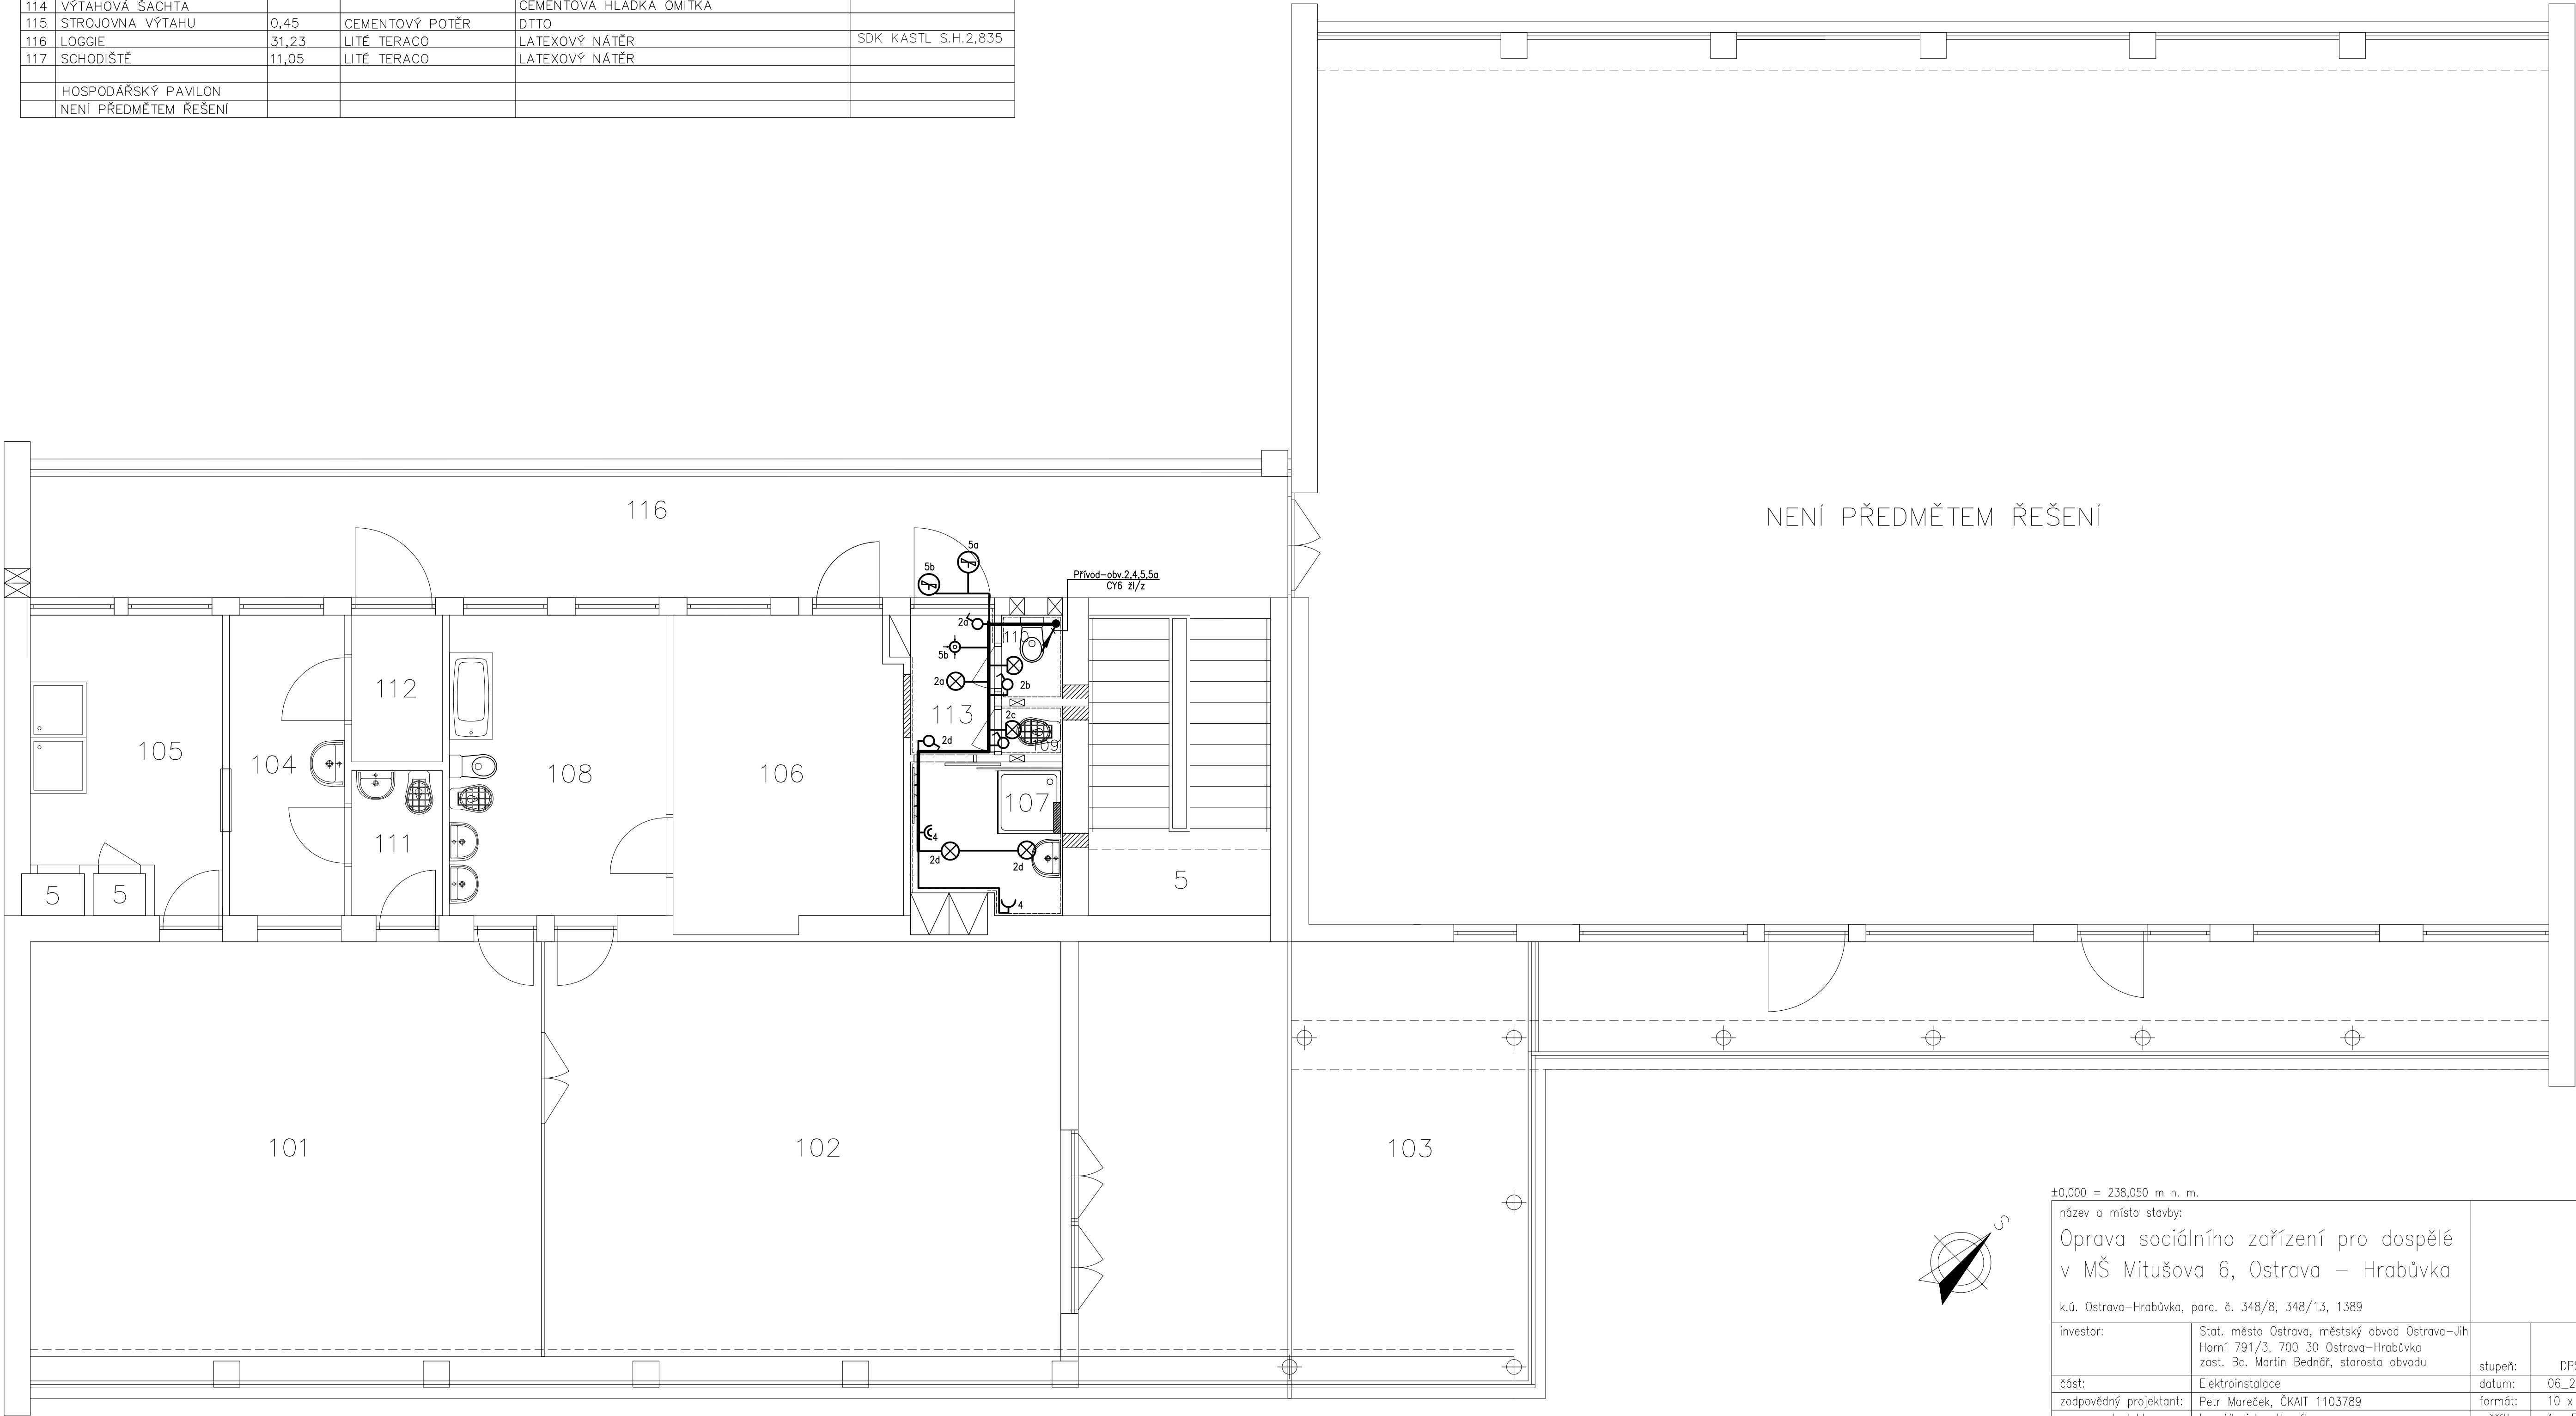 114 VÝTAHOVÁ ŠACHTA CEMENTOVÁ HLADKÁ OMÍTKA
115 STROJOVNA VÝTAHU 0,45 CEMENTOVÝ POTĚR DTTO
116 LOGGIE 31,23 LITÉ TERACO LATEXOVÝ NÁTĚR SDK KASTL S.H.2,835
117 SCHODIŠTĚ 11,05 LITÉ TERACO LATEXOVÝ NÁTĚR
HOSPODÁŘSKÝ PAVILON
NENÍ PŘEDMĚTEM ŘEŠENÍ
116
NENÍ PŘEDMĚTEM ŘEŠENÍ
5a
5b
Přívod-obv.2,4,5,5a
CY6 žl/z
2a
110
5b
2a
2b
112
113
2c
109
2d
105
104
108
106
107
111
4
2d
2d
5
5
5
4
101
102
103
S
±0,000 = 238,050 m n. m.
název a místo stavby:
Oprava sociálního zařízení pro dospělé
v MŠ Mitušova 6, Ostrava – Hrabůvka
k.ú. Ostrava-Hrabůvka, parc. č. 348/8, 348/13, 1389
investor: Stat. město Ostrava, městský obvod Ostrava-Jih
Horní 791/3, 700 30 Ostrava-Hrabůvka
zast. Bc. Martin Bednář, starosta obvodu
stupeň:
část: Elektroinstalace datum: 06_2
zodpovědný projektant: Petr Mareček, ČKAIT 1103789 formát: 10 x